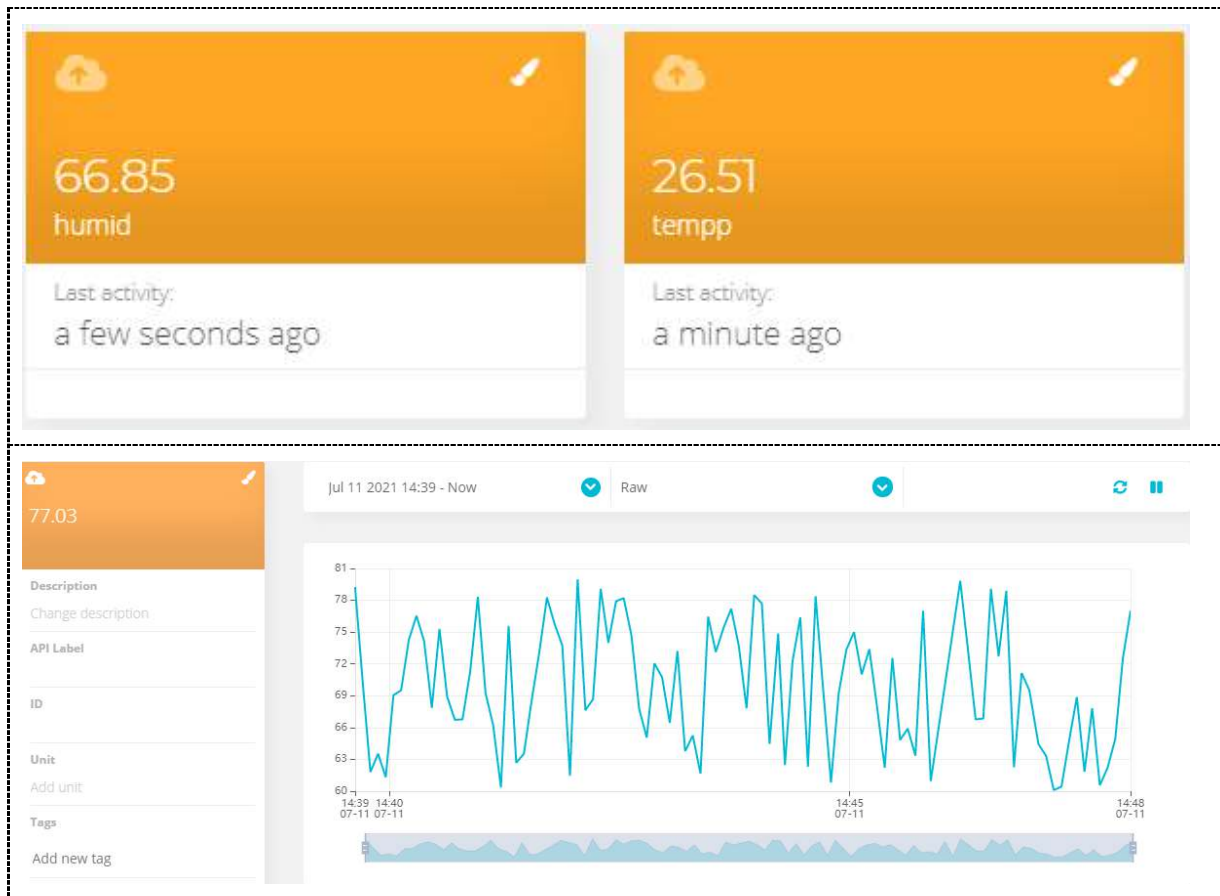 66.85
humid
Last activity:
a few seconds ago
26.51
tempp
Last activity:
a minute ago
77.03
Description
Change description
API Label
ID
Unit
Add unit
Tags
Add new tag
Jul 11 2021 14:39 - Now
Raw
81
78
75
72
69
66
63
60
14:39 14:40 14:45 14:48
07-11 07-11 07-11 07-11